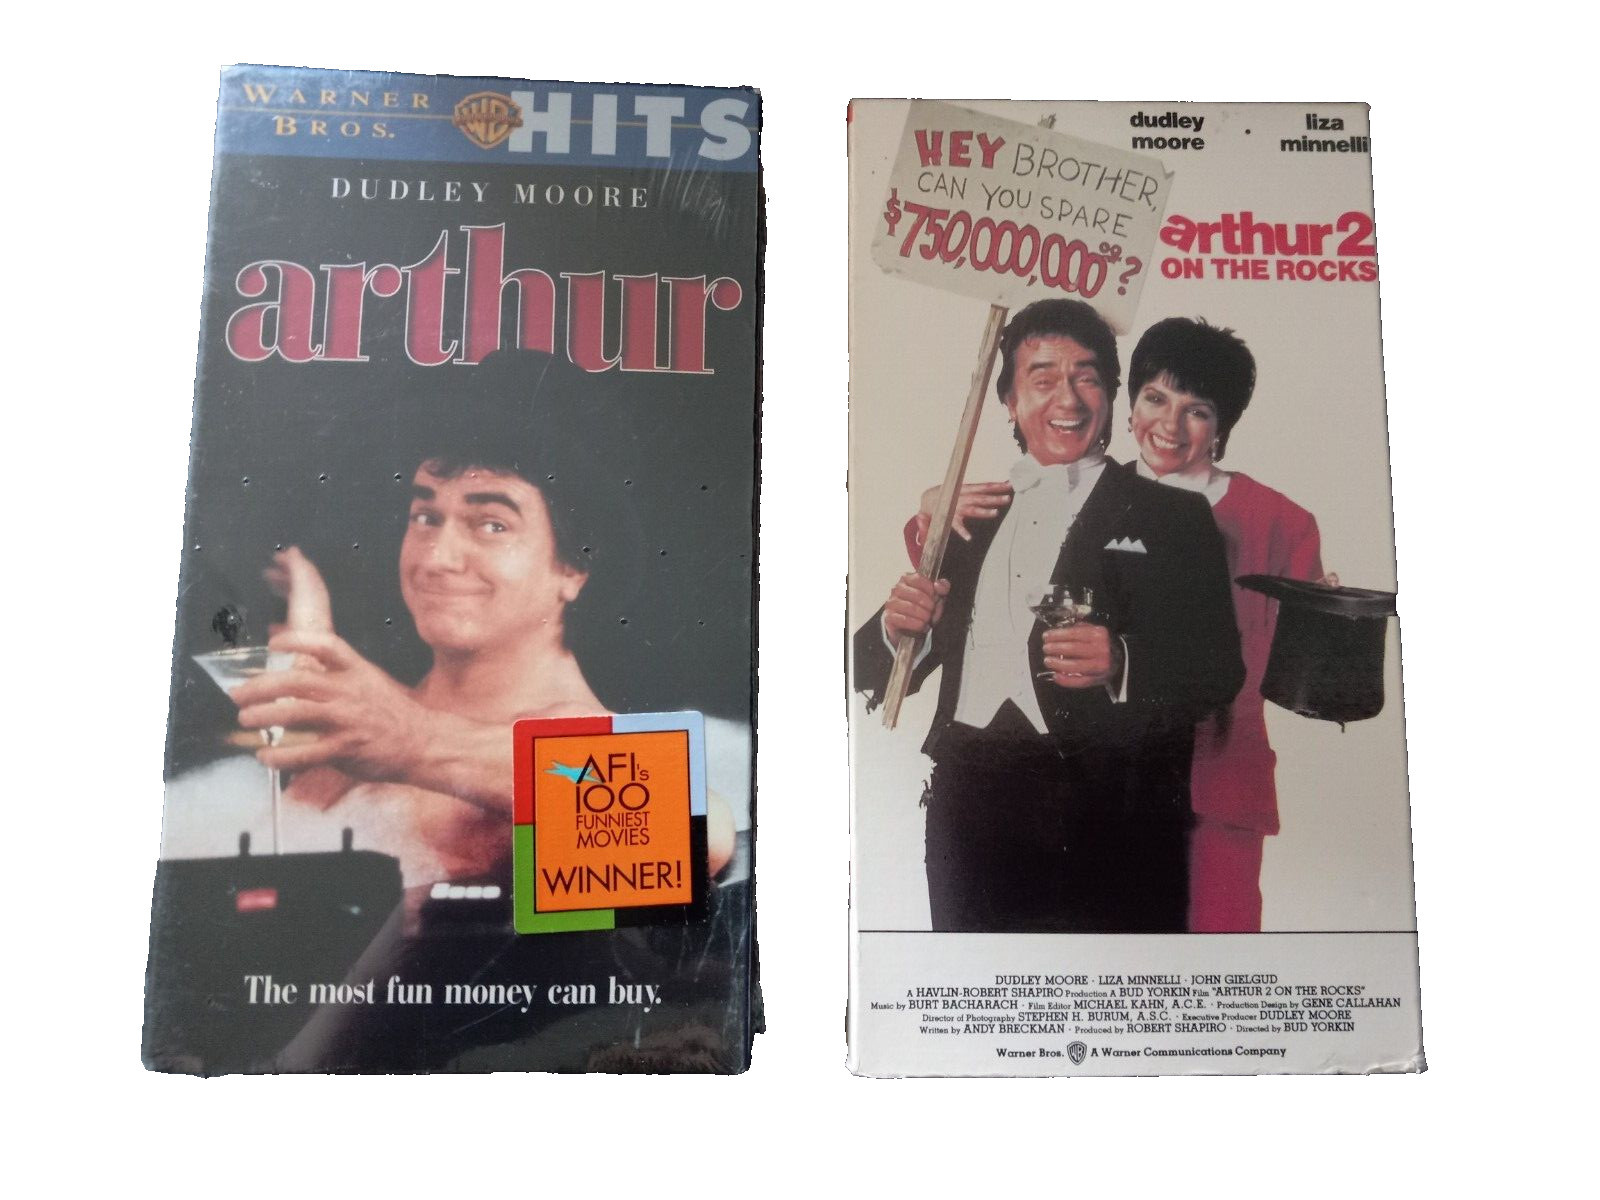 WARNER
BROS.
WB
HITS
DUDLEY MOORE
arthur
AFI's
100
FUNNIEST
MOVIES
WINNER!
The most fun money can buy.
dudley
moore
liza
minnelli
HEY BROTHER,
CAN YOU SPARE
$750,000,000⁰⁰?
arthur 2
ON THE ROCKS
DUDLEY MOORE · LIZA MINNELLI · JOHN GIELGUD
A HAVLIN-ROBERT SHAPIRO Production A BUD YORKIN Film "ARTHUR 2 ON THE ROCKS"
Music by BURT BACHARACH · Film Editor MICHAEL KAHN, A.C.E. · Production Design by GENE CALLAHAN
Director of Photography STEPHEN H. BURUM, A.S.C. · Executive Producer DUDLEY MOORE
Written by ANDY BRECKMAN · Produced by ROBERT SHAPIRO · Directed by BUD YORKIN
Warner Bros. WB A Warner Communications Company